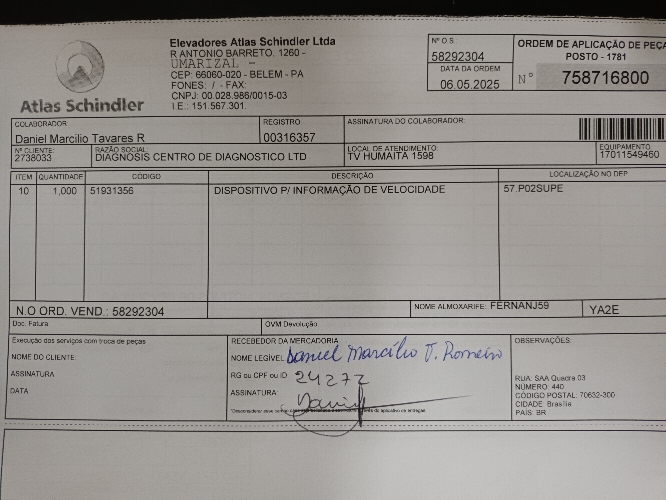 Atlas Schindler
Elevadores Atlas Schindler Ltda
R ANTONIO BARRETO. 1260 -
UMARIZAL -
CEP: 66060-020 - BELEM - PA
FONES: / - FAX:
CNPJ: 00.028.986/0015-03
I.E.: 151.567.301.
Nº O.S.:
58292304
DATA DA ORDEM
06.05.2025
ORDEM DE APLICAÇÃO DE PEÇA
POSTO - 1781
Nº 758716800
COLABORADOR:
Daniel Marcilio Tavares R
REGISTRO
00316357
ASSINATURA DO COLABORADOR:
Nº CLIENTE:
2738033
RAZÃO SOCIAL
DIAGNOSIS CENTRO DE DIAGNOSTICO LTD
LOCAL DE ATENDIMENTO:
TV HUMAITA 1598
EQUIPAMENTO
17011549460
ITEM QUANTIDADE CÓDIGO DESCRIÇÃO LOCALIZAÇÃO NO DEP
10 1,000 51931356 DISPOSITIVO P/ INFORMAÇÃO DE VELOCIDADE 57.P02SUPE
N.O ORD. VEND.: 58292304
NOME ALMOXARIFE: FERNANJ59
YA2E
Doc. Fatura
OVM Devolução
Execução dos serviços com troca de peças
NOME DO CLIENTE:
ASSINATURA
DATA
RECEBEDOR DA MERCADORIA
NOME LEGÍVEL: Daniel Marcilio T. Romeiro
RG ou CPF ou ID: 24277
ASSINATURA:
OBSERVAÇÕES:
RUA: SAA Quadra 03
NÚMERO: 440
CÓDIGO POSTAL: 70632-300
CIDADE: Brasília
PAÍS: BR